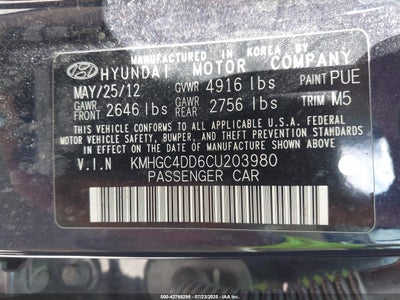 MANUFACTURED IN KOREA BY
HYUNDAI MOTOR COMPANY
MAY/25/12 GVWR 4916 lbs PAINT PUE
GAWR FRONT 2646 lbs GAWR REAR 2756 lbs TRIM M5
THIS VEHICLE CONFORMS TO ALL APPLICABLE U.S.A. FEDERAL
MOTOR VEHICLE SAFETY, BUMPER, AND THEFT PREVENTION
STANDARDS IN EFFECT ON THE DATE OF MANUFACTURE SHOWN ABOVE.
V.I.N KMHGC4DD6CU203980
PASSENGER CAR
000-42768298 - 07/23/2025 - © IAA, Inc.